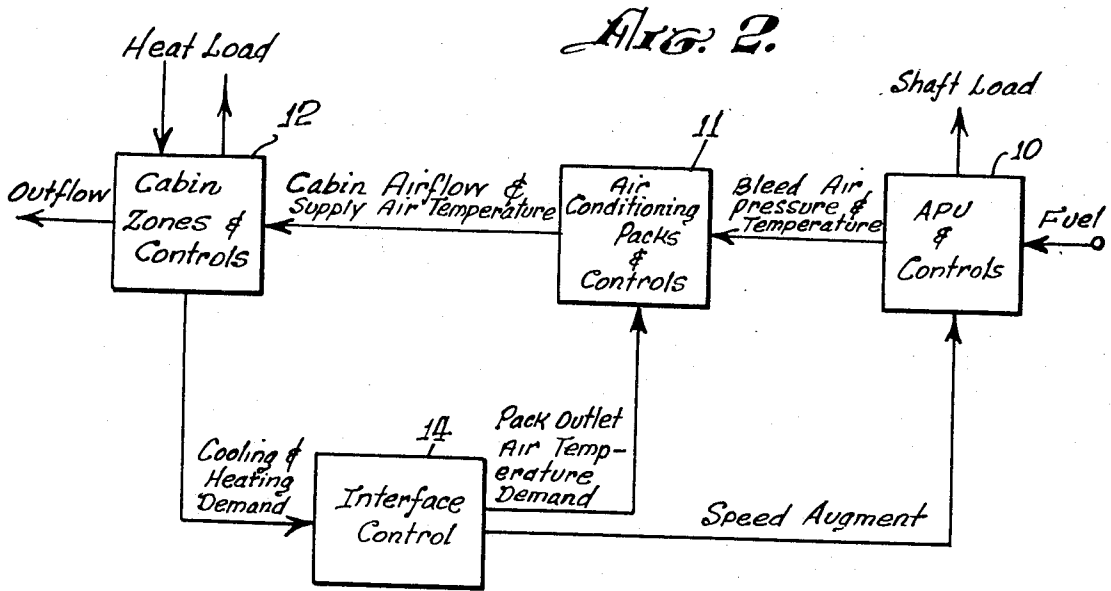 FIG. 2.
Heat Load
Shaft Load
12
11
10
Outflow
Cabin
Zones &
Controls
Cabin Airflow &
Supply Air Temperature
Air
Conditioning
Packs
&
Controls
Bleed Air,
pressure &
Temperature
APU
&
Controls
Fuel
Cooling &
Heating
Demand
14
Interface
Control
Pack Outlet
Air Temp-
erature
Demand
Speed Augment